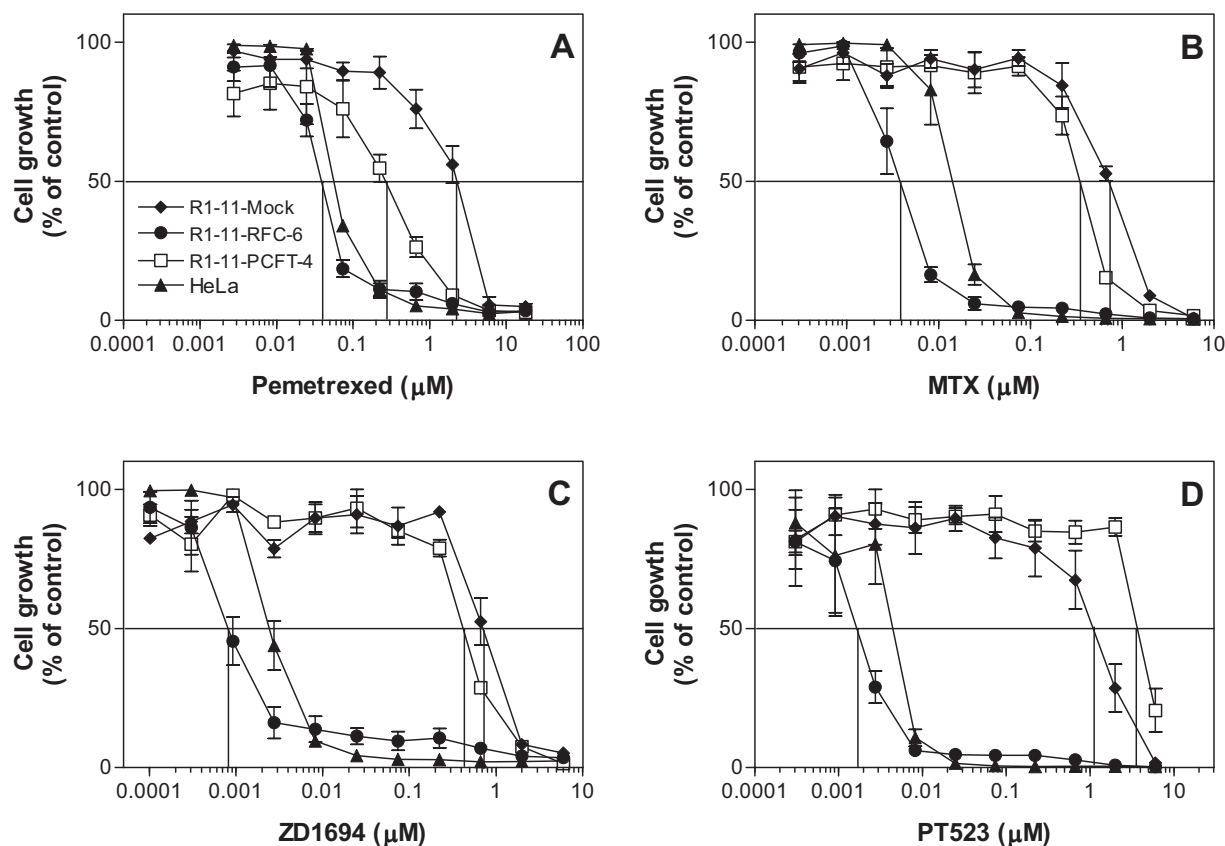 A
Cell growth
(% of control)
100
50
0
R1-11-Mock
R1-11-RFC-6
R1-11-PCFT-4
HeLa
0.0001 0.001 0.01 0.1 1 10 100
Pemetrexed (μM)
B
Cell growth
(% of control)
100
50
0
0.0001 0.001 0.01 0.1 1 10
MTX (μM)
C
Cell growth
(% of control)
100
50
0
0.0001 0.001 0.01 0.1 1 10
ZD1694 (μM)
D
Cell gowth
(% of control)
100
50
0
0.0001 0.001 0.01 0.1 1 10
PT523 (μM)